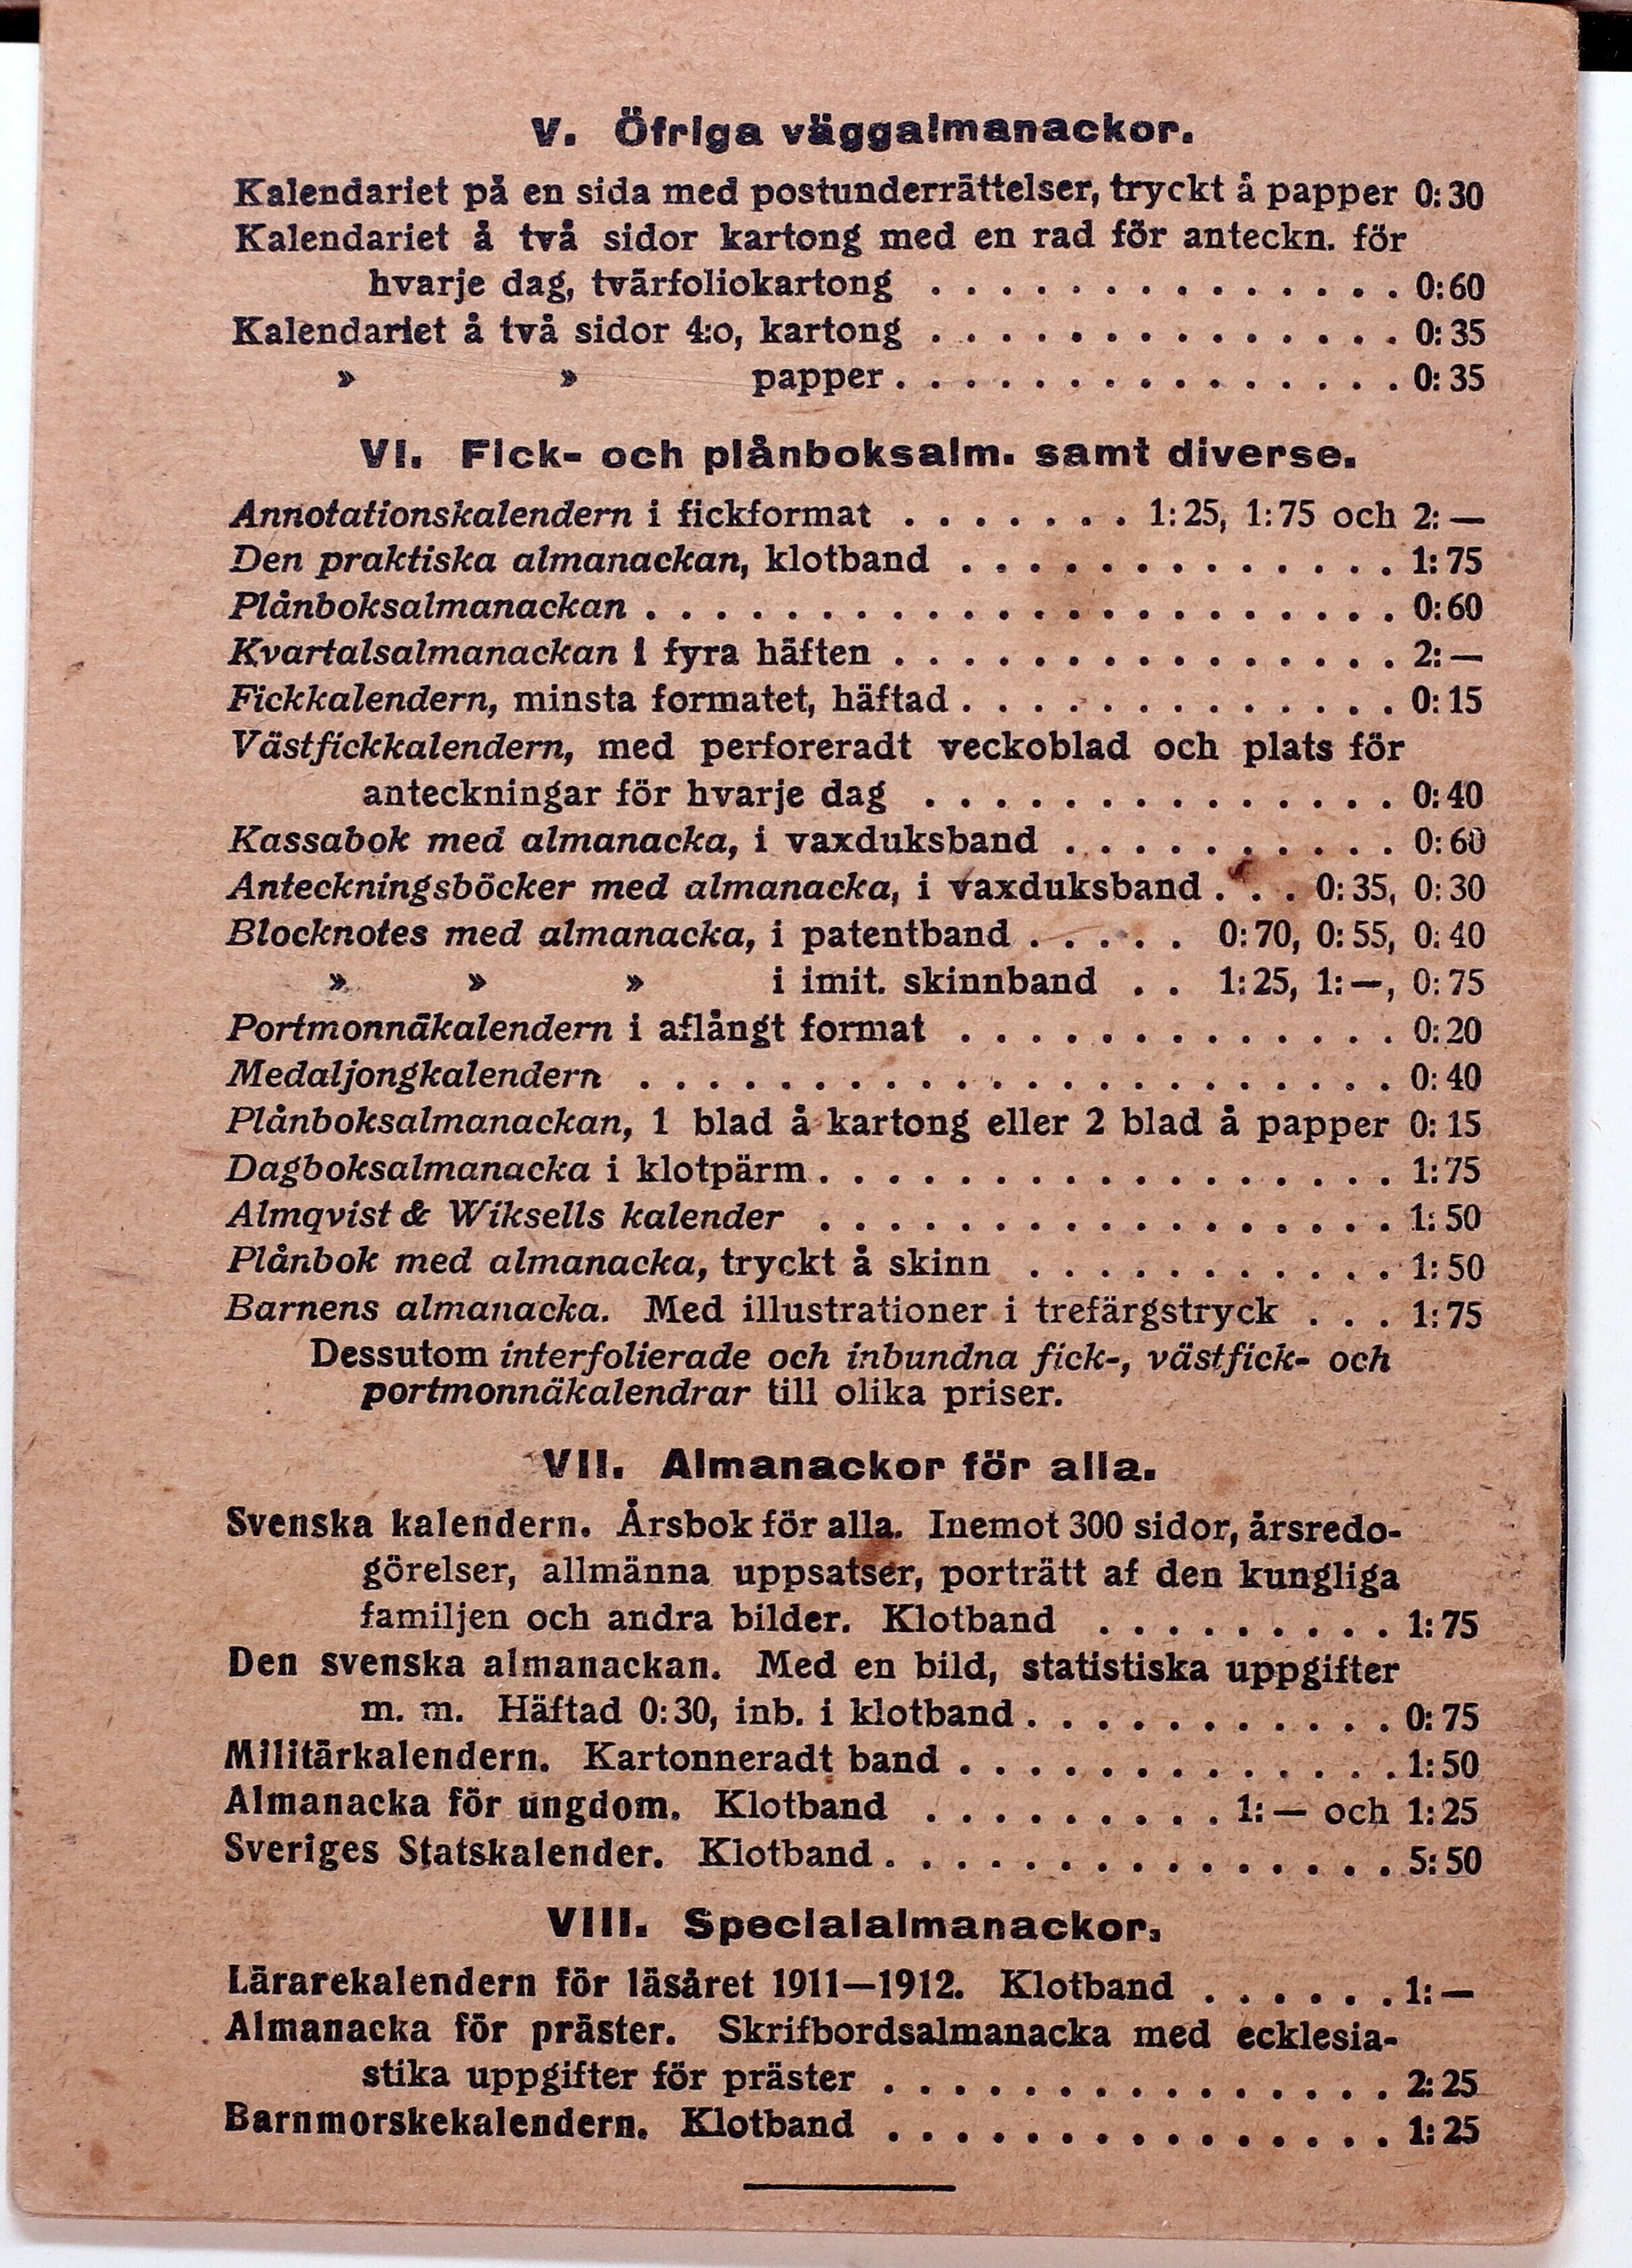 V. Öfriga väggalmanackor.
Kalendariet på en sida med postunderrättelser, tryckt å papper 0:30
Kalendariet å två sidor kartong med en rad för anteckn. för
hvarje dag, tvärfoliokartong . . . . . . . . . . . . . . 0:60
Kalendariet å två sidor 4:o, kartong . . . . . . . . . . . . . . 0:35
» » papper . . . . . . . . . . . . . . . 0:35
VI. Fick- och plånboksalm. samt diverse.
Annotationskalendern i fickformat . . . . . . . 1:25, 1:75 och 2:—
Den praktiska almanackan, klotband . . . . . . . . . . . . . 1:75
Plånboksalmanackan . . . . . . . . . . . . . . . . . . . . . . 0:60
Kvartalsalmanackan i fyra häften . . . . . . . . . . . . . . . 2:—
Fickkalendern, minsta formatet, häftad . . . . . . . . . . . . . 0:15
Västfickkalendern, med perforeradt veckoblad och plats för
anteckningar för hvarje dag . . . . . . . . . . . . . . 0:40
Kassabok med almanacka, i vaxduksband . . . . . . . . . . 0:60
Anteckningsböcker med almanacka, i vaxduksband . . . 0:35, 0:30
Blocknotes med almanacka, i patentband . . . . . 0:70, 0:55, 0:40
» » » i imit. skinnband . . 1:25, 1:—, 0:75
Portmonnäkalendern i aflångt format . . . . . . . . . . . . . 0:20
Medaljongkalendern . . . . . . . . . . . . . . . . . . . . . . 0:40
Plånboksalmanackan, 1 blad å kartong eller 2 blad å papper 0:15
Dagboksalmanacka i klotpärm . . . . . . . . . . . . . . . . . 1:75
Almqvist & Wiksells kalender . . . . . . . . . . . . . . . . . 1:50
Plånbok med almanacka, tryckt å skinn . . . . . . . . . . . 1:50
Barnens almanacka. Med illustrationer i trefärgstryck . . . 1:75
Dessutom interfolierade och inbundna fick-, västfick- och
portmonnäkalendrar till olika priser.
VII. Almanackor för alla.
Svenska kalendern. Årsbok för alla. Inemot 300 sidor, årsredo-
görelser, allmänna uppsatser, porträtt af den kungliga
familjen och andra bilder. Klotband . . . . . . . . . 1:75
Den svenska almanackan. Med en bild, statistiska uppgifter
m. m. Häftad 0:30, inb. i klotband . . . . . . . . . . . 0:75
Militärkalendern. Kartonneradt band . . . . . . . . . . . . . 1:50
Almanacka för ungdom. Klotband . . . . . . . . . 1:— och 1:25
Sveriges Statskalender. Klotband . . . . . . . . . . . . . . . 5:50
VIII. Specialalmanackor.
Lärarekalendern för läsåret 1911—1912. Klotband . . . . . . 1:—
Almanacka för präster. Skrifbordsalmanacka med ecklesia-
stika uppgifter för präster . . . . . . . . . . . . . . . 2:25
Barnmorskekalendern. Klotband . . . . . . . . . . . . . . . 1:25